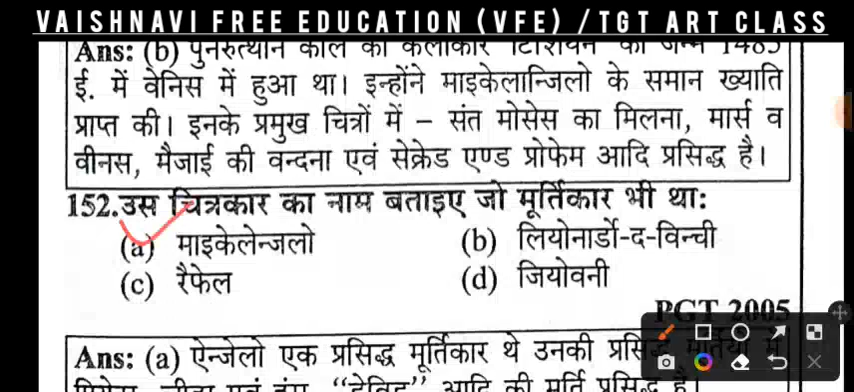 VAISHNAVI FREE EDUCATION (VFE) / TGT ART CLASS
Ans: (b) पुनरुत्थान काल का कलाकार टिशियन का जन्म 1485
ई. में वेनिस में हुआ था। इन्होंने माइकेलान्जिलो के समान ख्याति
प्राप्त की। इनके प्रमुख चित्रों में – संत मोसेस का मिलना, मार्स व
वीनस, मैजाई की वन्दना एवं सेक्रेड एण्ड प्रोफेम आदि प्रसिद्ध है।
152.उस चित्रकार का नाम बताइए जो मूर्तिकार भी था:
(a) माइकेलेन्जलो (b) लियोनार्डो-द-विन्ची
(c) रैफेल (d) जियोवनी
PGT 2005
Ans: (a) ऐन्जेलो एक प्रसिद्ध मूर्तिकार थे उनकी प्रसिद्ध मूर्तियों में
एवं "डेविड" आदि की मूर्ति प्रसिद्ध है।